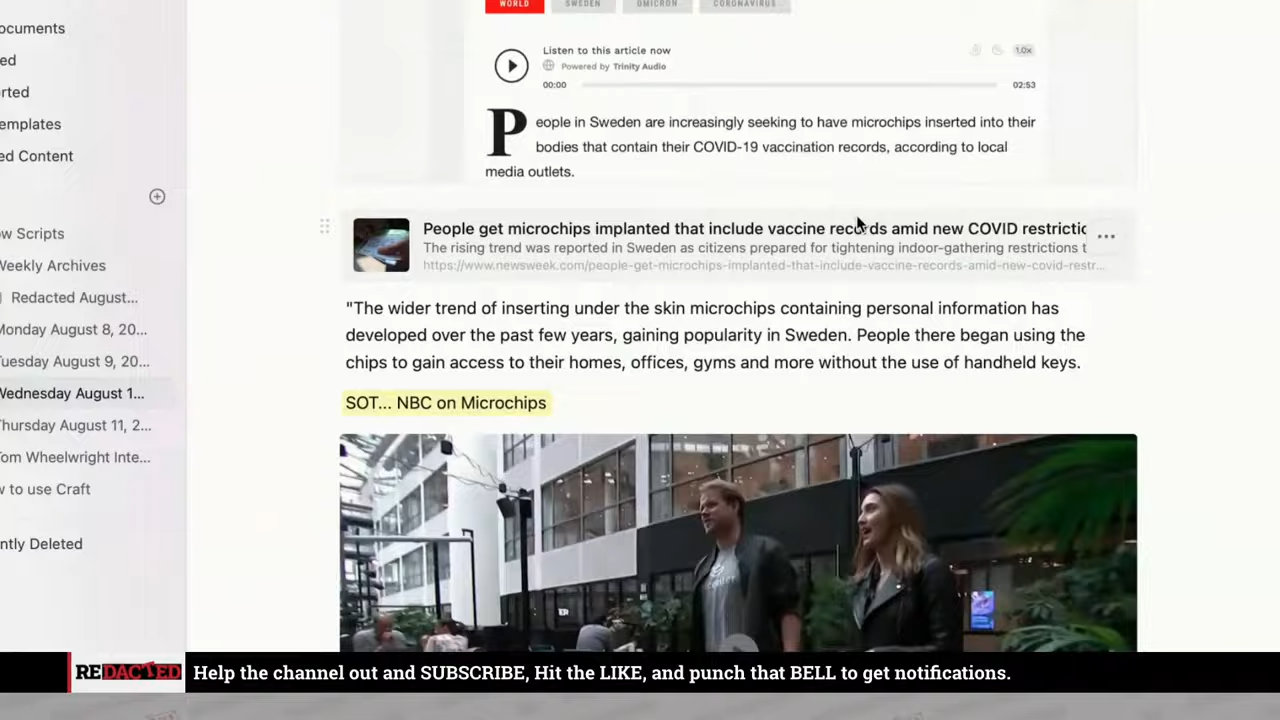 WORLD
SWEDEN
OMICRON
CORONAVIRUS
Listen to this article now
Powered by Trinity Audio
1.0x
00:00
02:53
People in Sweden are increasingly seeking to have microchips inserted into their
bodies that contain their COVID-19 vaccination records, according to local
media outlets.
People get microchips implanted that include vaccine records amid new COVID restrictic
The rising trend was reported in Sweden as citizens prepared for tightening indoor-gathering restrictions t
https://www.newsweek.com/people-get-microchips-implanted-that-include-vaccine-records-amid-new-covid-restr...
"The wider trend of inserting under the skin microchips containing personal information has
developed over the past few years, gaining popularity in Sweden. People there began using the
chips to gain access to their homes, offices, gyms and more without the use of handheld keys.
SOT... NBC on Microchips
ocuments
ed
rted
emplates
ed Content
ow Scripts
Weekly Archives
Redacted August...
Monday August 8, 20...
Tuesday August 9, 20...
Wednesday August 1...
Thursday August 11, 2...
Tom Wheelwright Inte...
w to use Craft
ntly Deleted
REDACTED
Help the channel out and SUBSCRIBE, Hit the LIKE, and punch that BELL to get notifications.